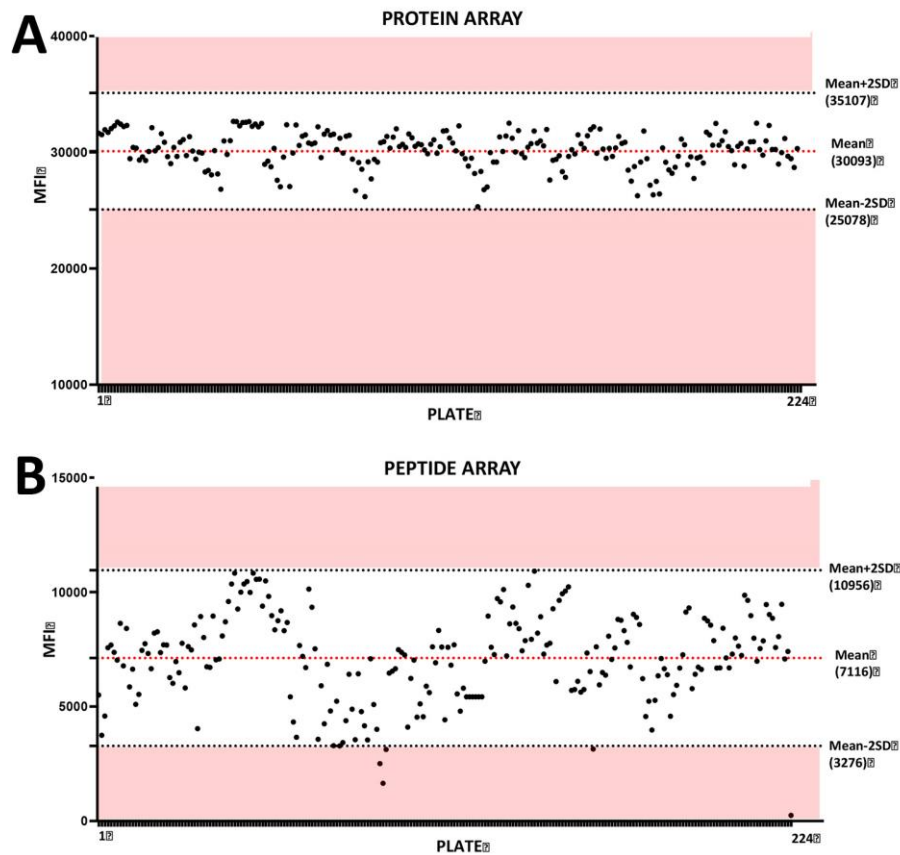 A
PROTEIN ARRAY
40000
Mean+2SD
(35107)
30000
Mean
(30093)
MFI
Mean-2SD
(25078)
20000
10000
1
224
PLATE
B
PEPTIDE ARRAY
15000
Mean+2SD
(10956)
10000
MFI
Mean
(7116)
5000
Mean-2SD
(3276)
0
1
224
PLATE